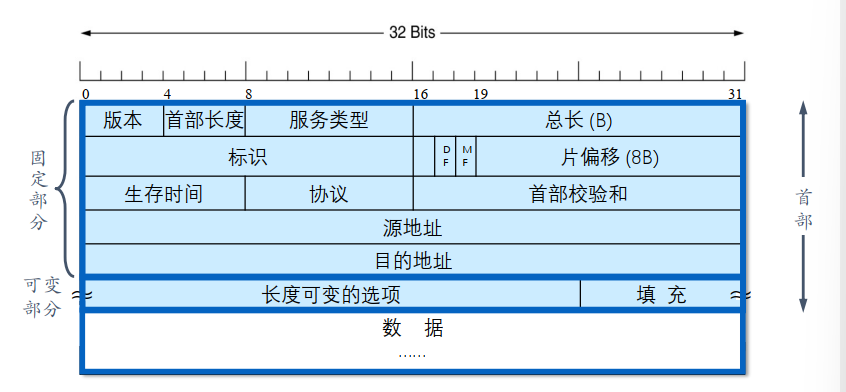 32 Bits
0 4 8 16 19 31
版本 首部长度 服务类型 总长 (B)
标识 DF MF 片偏移 (8B)
生存时间 协议 首部校验和
源地址
目的地址
长度可变的选项 填 充
数 据
……
固定部分
可变
部分
首部